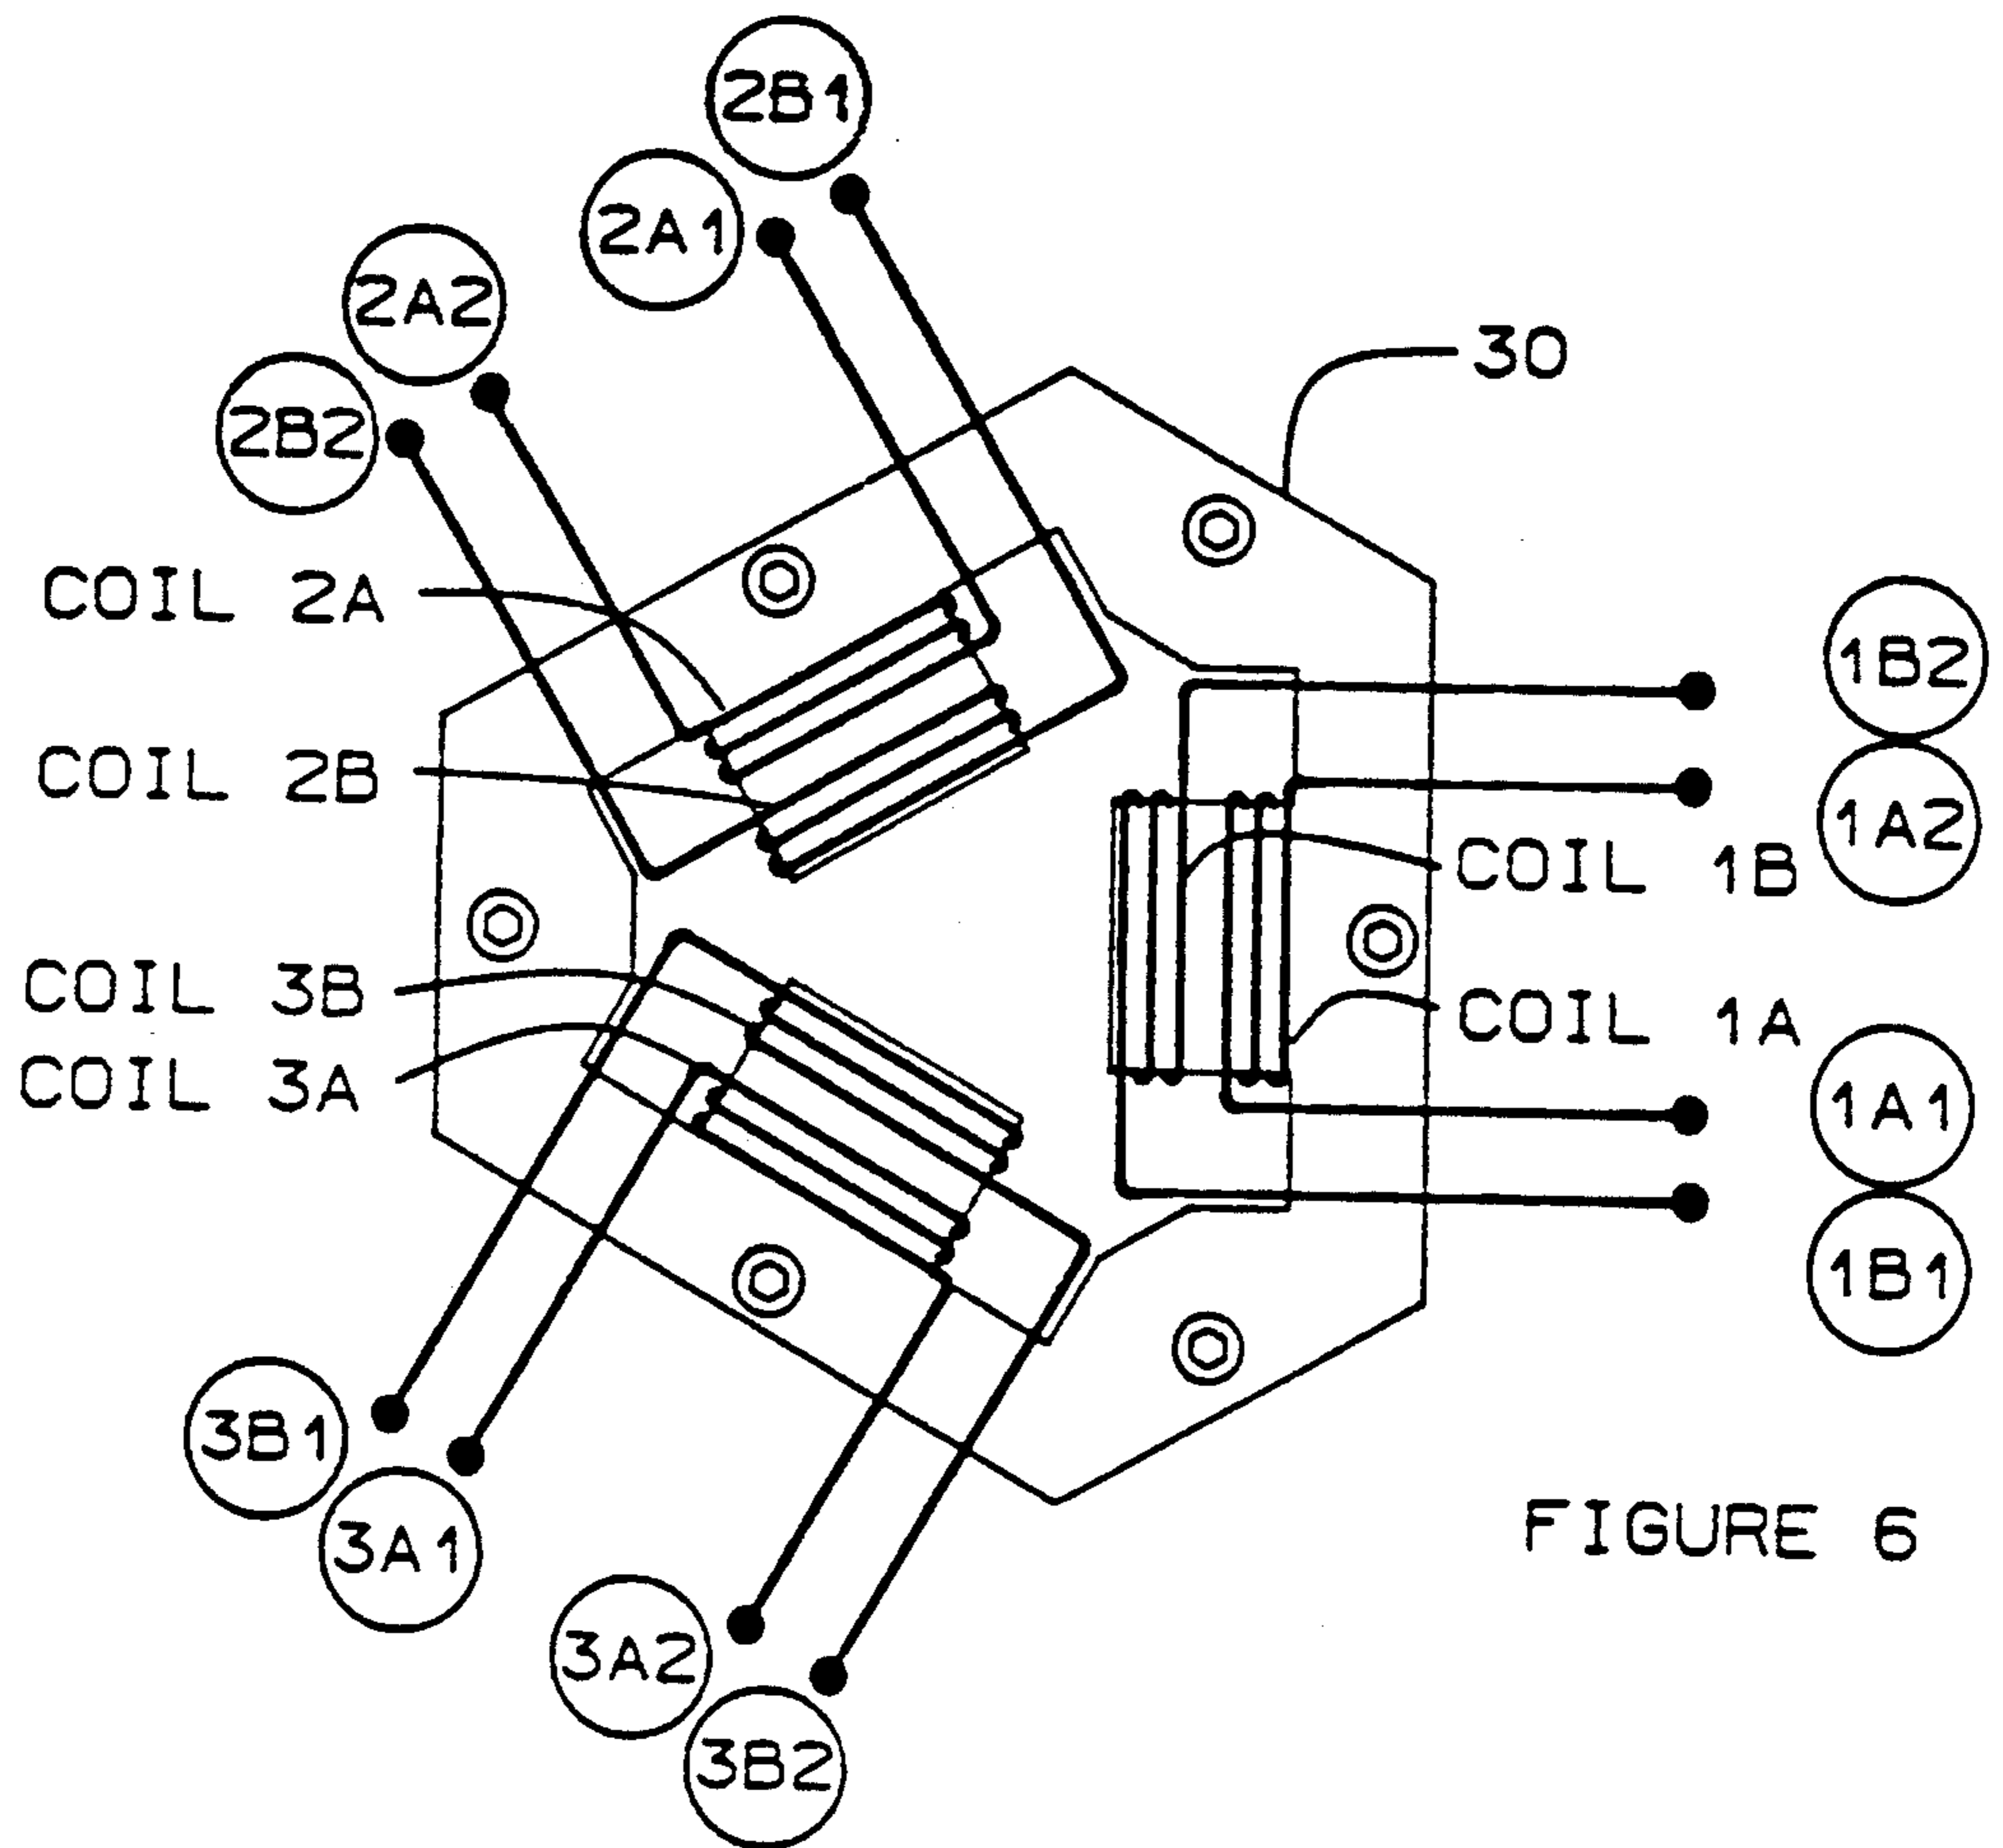 2B1
2A1
2A2
2B2
30
COIL 2A
1B2
COIL 2B
1A2
COIL 1B
COIL 3B
COIL 1A
COIL 3A
1A1
1B1
3B1
3A1
FIGURE 6
3A2
3B2